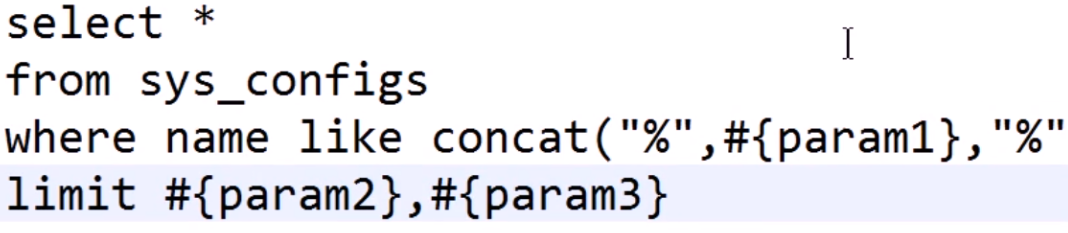 select *
from sys_configs
where name like concat("%",#{param1},"%"
limit #{param2},#{param3}